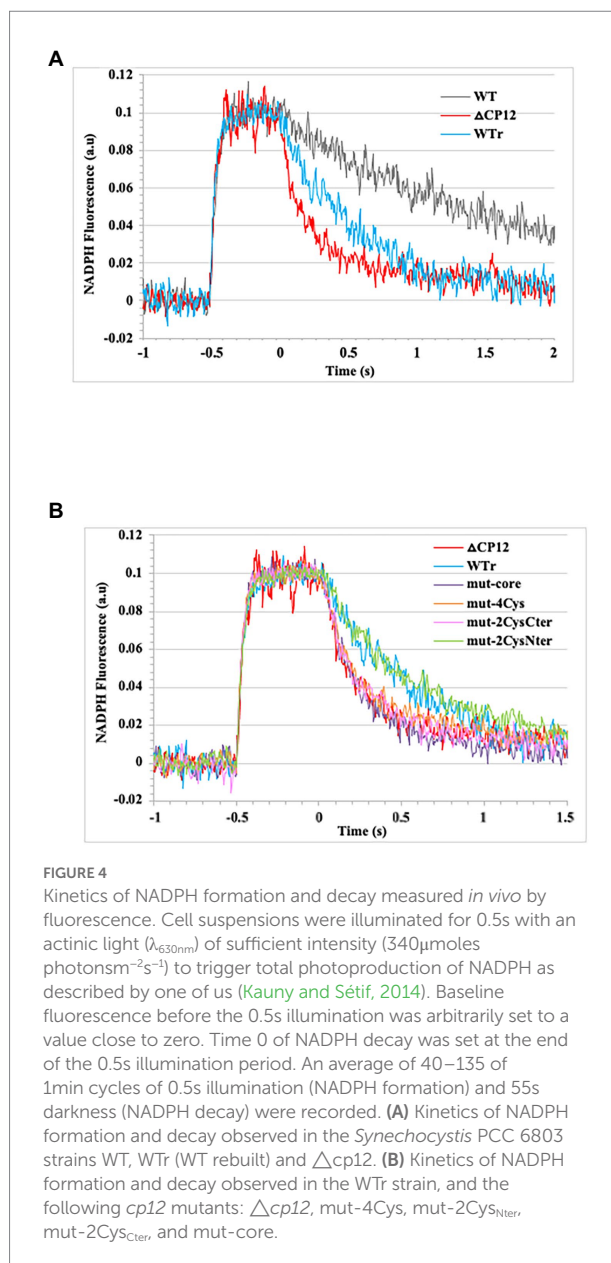 A
0.12
0.1
0.08
0.06
0.04
0.02
0
-0.02
NADPH Fluorescence (a.u)
WT
ΔCP12
WTr
-1
-0.5
0
0.5
1
1.5
2
Time (s)
B
0.12
0.1
0.08
0.06
0.04
0.02
0
-0.02
NADPH Fluorescence (a.u)
ΔCP12
WTr
mut-core
mut-4Cys
mut-2CysCter
mut-2CysNter
-1
-0.5
0
0.5
1
1.5
Time (s)
FIGURE 4
Kinetics of NADPH formation and decay measured in vivo by
fluorescence. Cell suspensions were illuminated for 0.5s with an
actinic light (λ630nm) of sufficient intensity (340μmoles
photonsm⁻²s⁻¹) to trigger total photoproduction of NADPH as
described by one of us (Kauny and Sétif, 2014). Baseline
fluorescence before the 0.5s illumination was arbitrarily set to a
value close to zero. Time 0 of NADPH decay was set at the end
of the 0.5s illumination period. An average of 40–135 of
1min cycles of 0.5s illumination (NADPH formation) and 55s
darkness (NADPH decay) were recorded. (A) Kinetics of NADPH
formation and decay observed in the Synechocystis PCC 6803
strains WT, WTr (WT rebuilt) and △cp12. (B) Kinetics of NADPH
formation and decay observed in the WTr strain, and the
following cp12 mutants: △cp12, mut-4Cys, mut-2CysNter,
mut-2CysCter, and mut-core.